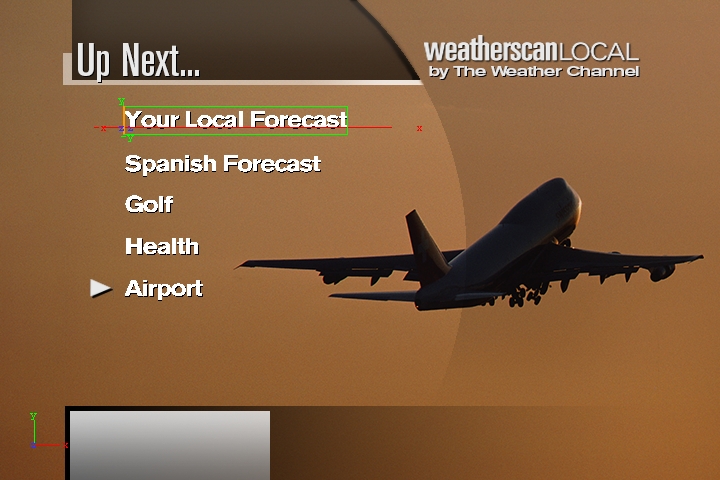 Up Next...
weatherscanLOCAL
by The Weather Channel
Your Local Forecast
Spanish Forecast
Golf
Health
Airport